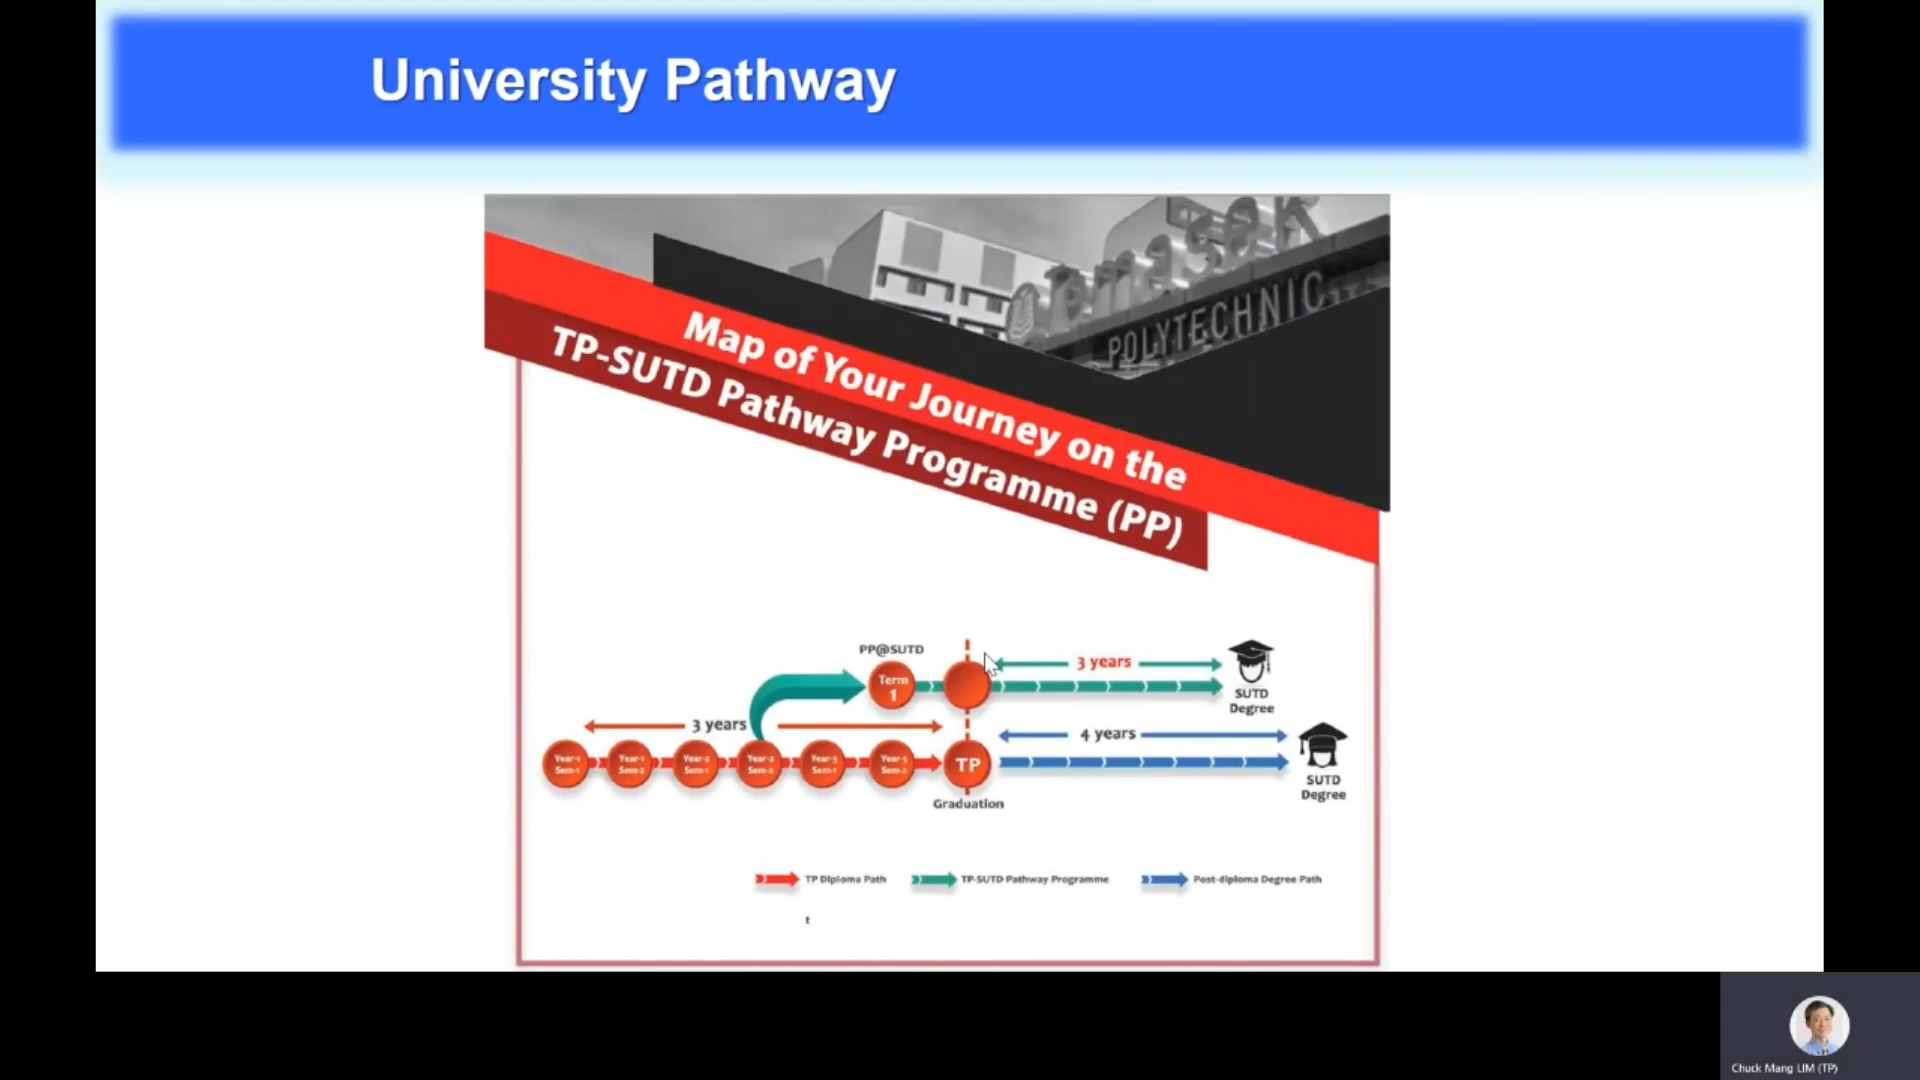 University Pathway
temasek
POLYTECHNIC
Map of Your Journey on the
TP-SUTD Pathway Programme (PP)
PP@SUTD
Term
1
3 years
SUTD
Degree
3 years
4 years
Year-1
Sem-1
Year-1
Sem-2
Year-2
Sem-1
Year-2
Sem-2
Year-3
Sem-1
Year-3
Sem-2
TP
Graduation
SUTD
Degree
TP Diploma Path
TP-SUTD Pathway Programme
Post-diploma Degree Path
t
Chuck Mang LIM (TP)